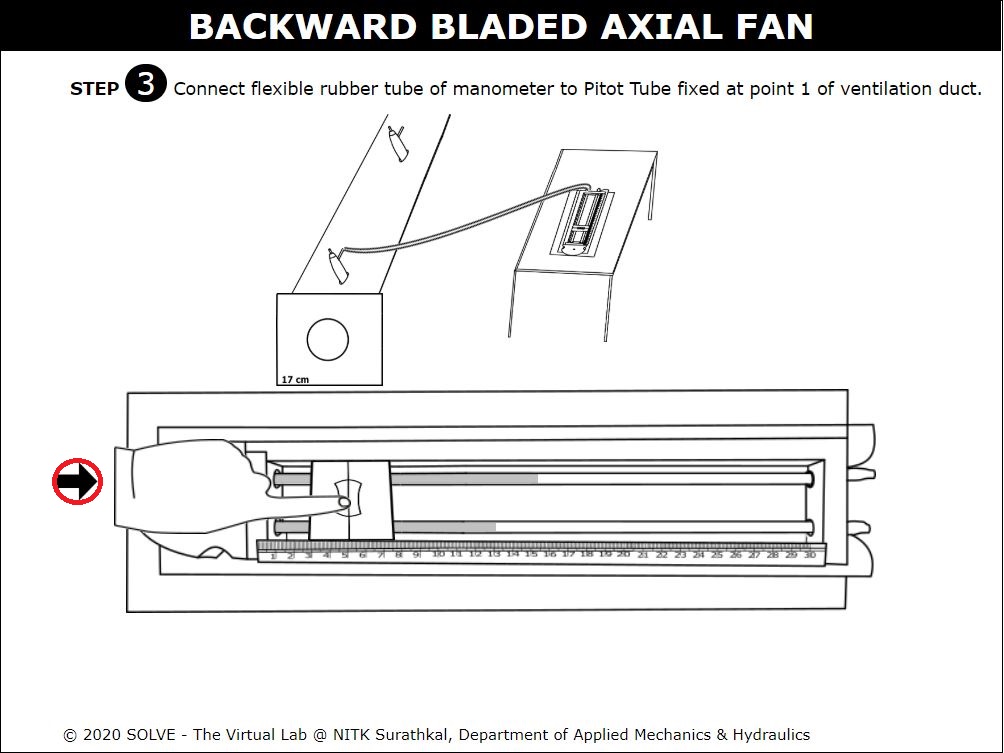 BACKWARD BLADED AXIAL FAN
STEP 3 Connect flexible rubber tube of manometer to Pitot Tube fixed at point 1 of ventilation duct.
17 cm
1 2 3 4 5 6 7 8 9 10 11 12 13 14 15 16 17 18 19 20 21 22 23 24 25 26 27 28 29 30
© 2020 SOLVE - The Virtual Lab @ NITK Surathkal, Department of Applied Mechanics & Hydraulics